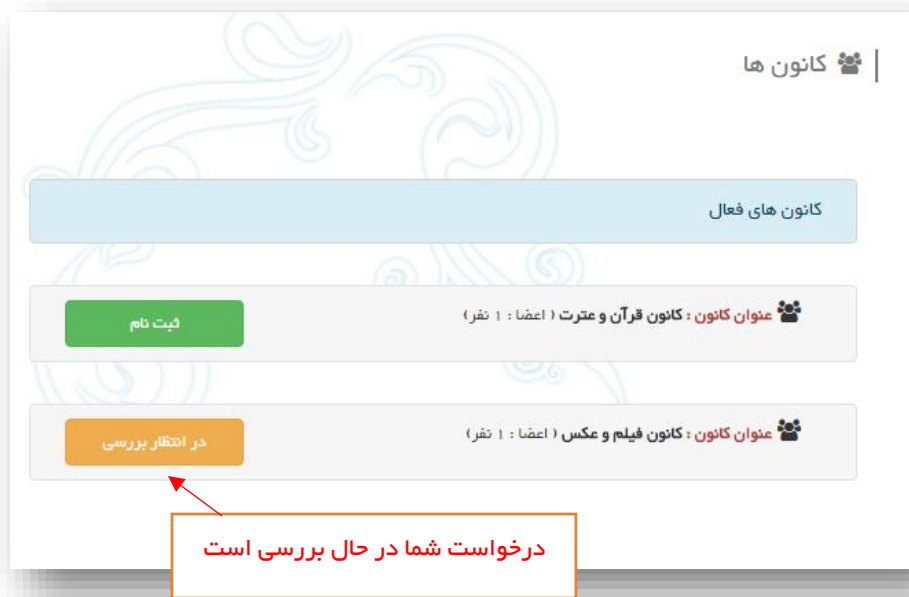 کانون ها
کانون های فعال
عنوان کانون : کانون قرآن و عترت ( اعضا : ۱ نفر)
ثبت نام
عنوان کانون : کانون فیلم و عکس ( اعضا : ۱ نفر)
در انتظار بررسی
درخواست شما در حال بررسی است